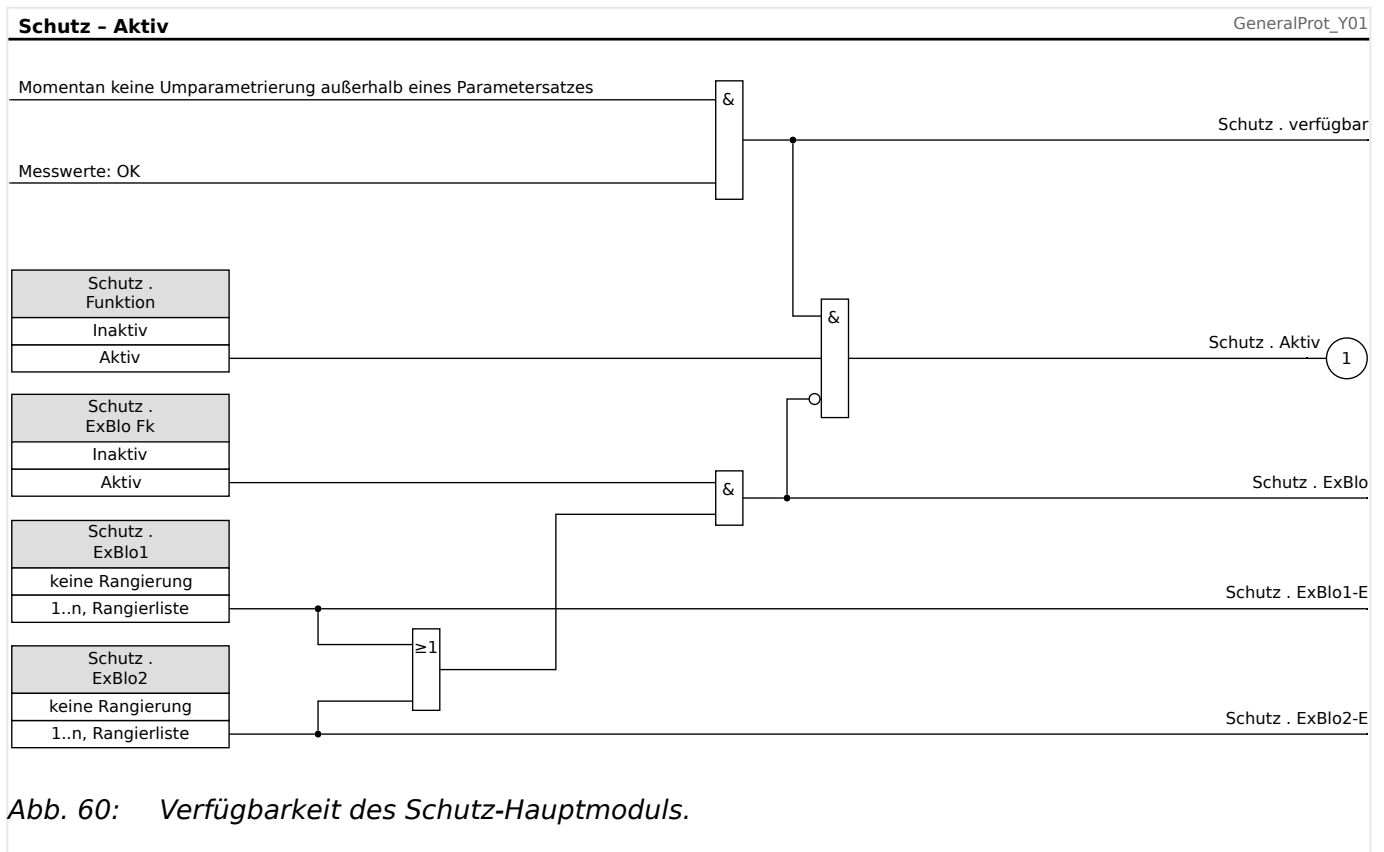 Schutz – Aktiv
GeneralProt_Y01
Momentan keine Umparametrierung außerhalb eines Parametersatzes
&
Schutz . verfügbar
Messwerte: OK
Schutz .
Funktion
Inaktiv
Aktiv
&
Schutz . Aktiv
1
Schutz .
ExBlo Fk
Inaktiv
Aktiv
&
Schutz . ExBlo
Schutz .
ExBlo1
keine Rangierung
1..n, Rangierliste
Schutz . ExBlo1-E
≥1
Schutz .
ExBlo2
keine Rangierung
1..n, Rangierliste
Schutz . ExBlo2-E
Abb. 60: Verfügbarkeit des Schutz-Hauptmoduls.